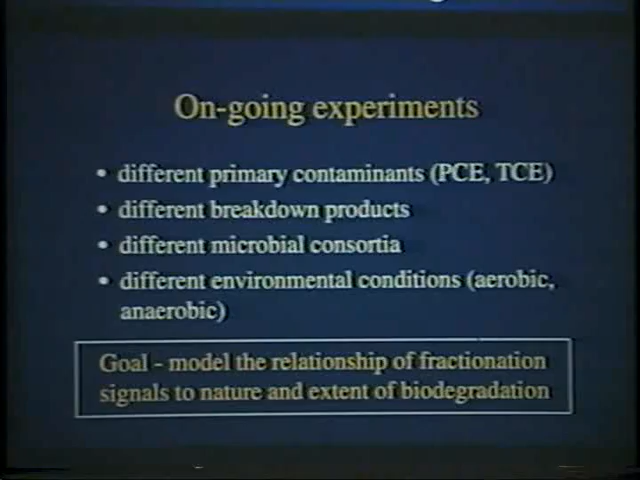 On-going experiments
• different primary contaminants (PCE, TCE)
• different breakdown products
• different microbial consortia
• different environmental conditions (aerobic,
anaerobic)
Goal - model the relationship of fractionation
signals to nature and extent of biodegradation